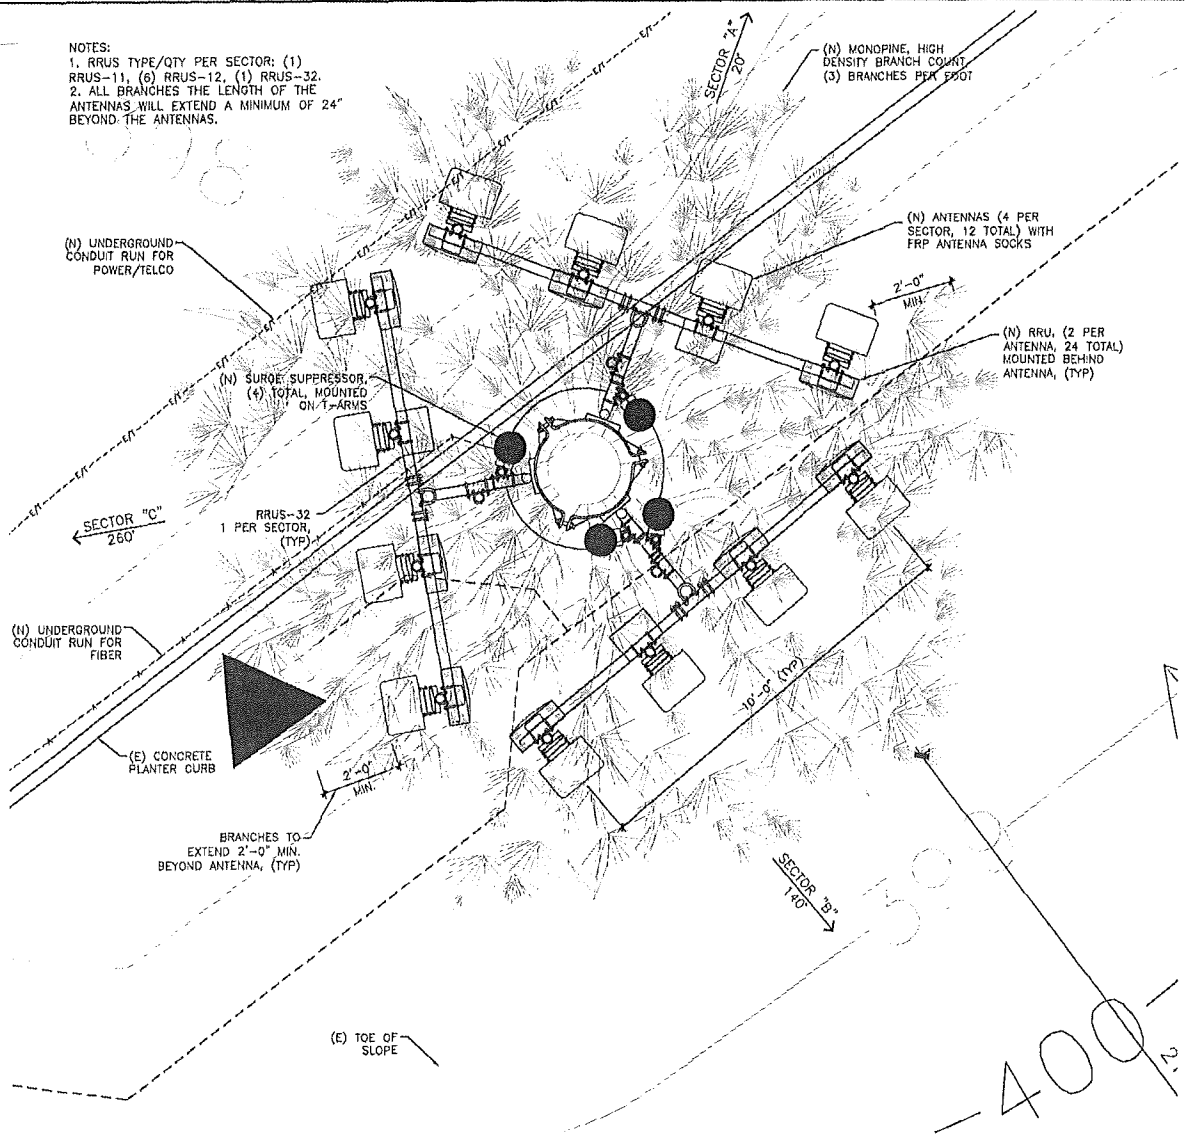 NOTES:
1. RRUS TYPE/QTY PER SECTOR: (1)
RRUS-11, (6) RRUS-12, (1) RRUS-32.
2. ALL BRANCHES THE LENGTH OF THE
ANTENNAS WILL EXTEND A MINIMUM OF 24"
BEYOND THE ANTENNAS.
SECTOR "A"
20°
(N) MONOPINE, HIGH
DENSITY BRANCH COUNT,
(3) BRANCHES PER FOOT
(N) UNDERGROUND
CONDUIT RUN FOR
POWER/TELCO
(N) ANTENNAS (4 PER
SECTOR, 12 TOTAL) WITH
FRP ANTENNA SOCKS
2'-0"
MIN.
(N) RRU, (2 PER
ANTENNA, 24 TOTAL)
MOUNTED BEHIND
ANTENNA, (TYP)
(N) SURGE SUPPRESSOR,
(4) TOTAL, MOUNTED
ON T-ARMS
SECTOR "C"
260°
RRUS-32
1 PER SECTOR,
(TYP)
(N) UNDERGROUND
CONDUIT RUN FOR
FIBER
(E) CONCRETE
PLANTER CURB
2'-0"
MIN.
10'-0" (TYP)
BRANCHES TO
EXTEND 2'-0" MIN.
BEYOND ANTENNA, (TYP)
SECTOR "B"
140°
(E) TOE OF
SLOPE
400